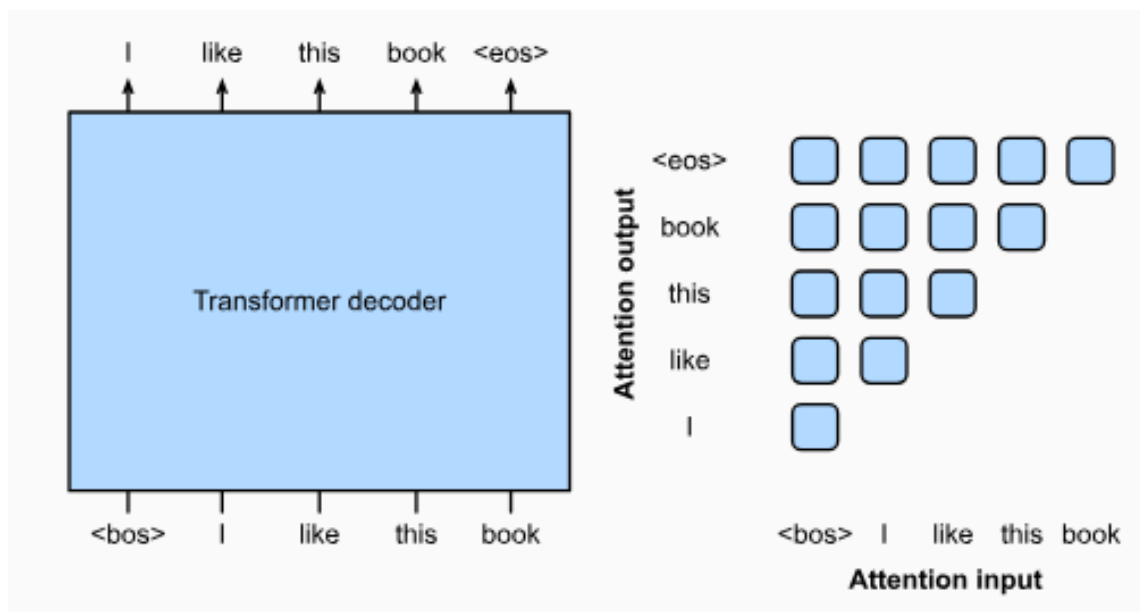 I like this book <eos>
Transformer decoder
<bos> I like this book
Attention output
<eos>
book
this
like
I
<bos> I like this book
Attention input